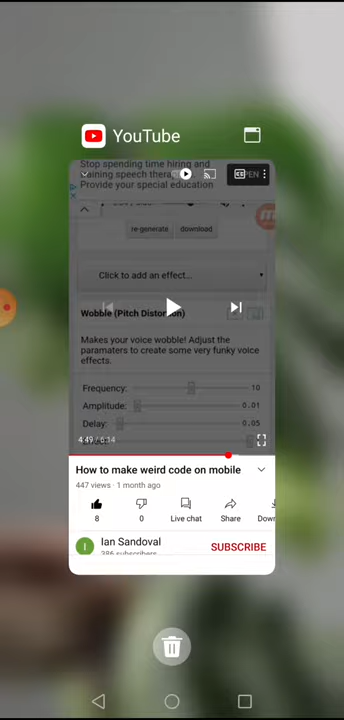 YouTube
Stop spending time hiring and
training speech thera
Provide your special education
re-generate download
Click to add an effect...
Wobble (Pitch Distortion)
Makes your voice wobble! Adjust the
paramaters to create some very funky voice
effects.
Frequency: 10
Amplitude: 0.01
Delay: 0.05
4:49 / 6:14
How to make weird code on mobile
447 views · 1 month ago
8 0 Live chat Share Down
Ian Sandoval SUBSCRIBE
386 subscribers